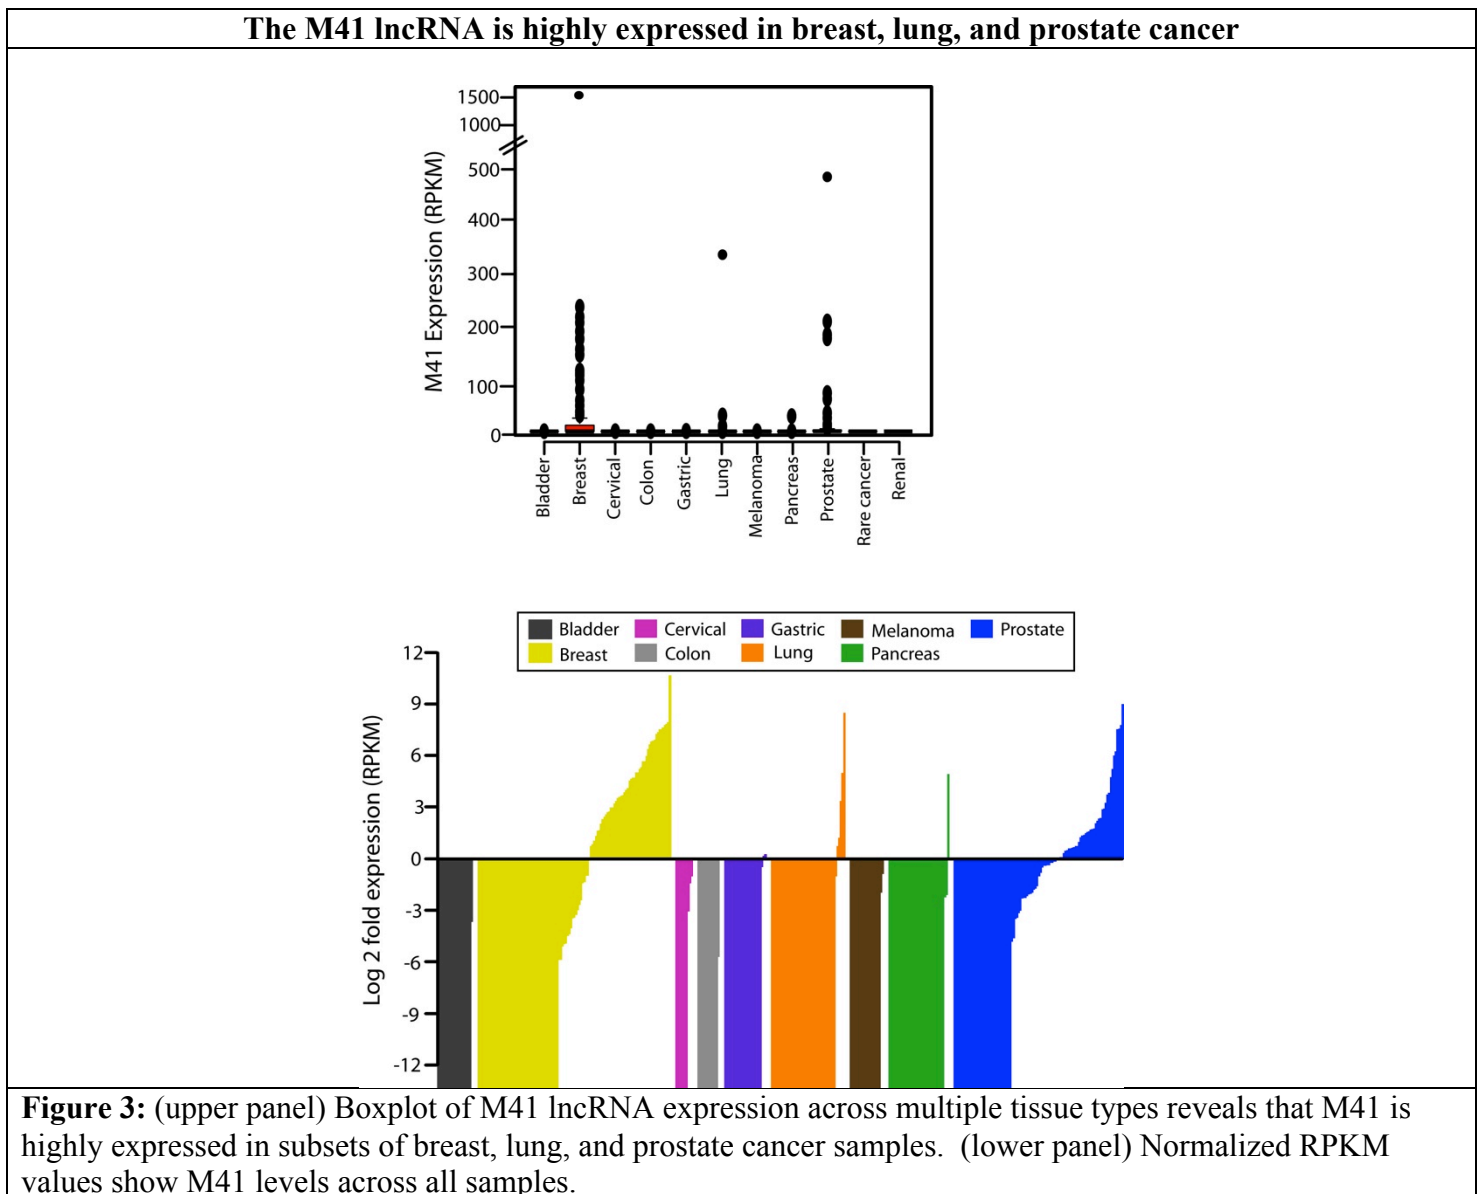 The M41 lncRNA is highly expressed in breast, lung, and prostate cancer
1500
1000
500
400
300
200
100
0
M41 Expression (RPKM)
Bladder
Breast
Cervical
Colon
Gastric
Lung
Melanoma
Pancreas
Prostate
Rare cancer
Renal
Bladder Cervical Gastric Melanoma Prostate
Breast Colon Lung Pancreas
12
9
6
3
0
-3
-6
-9
-12
Log 2 fold expression (RPKM)
Figure 3: (upper panel) Boxplot of M41 lncRNA expression across multiple tissue types reveals that M41 is
highly expressed in subsets of breast, lung, and prostate cancer samples.  (lower panel) Normalized RPKM
values show M41 levels across all samples.